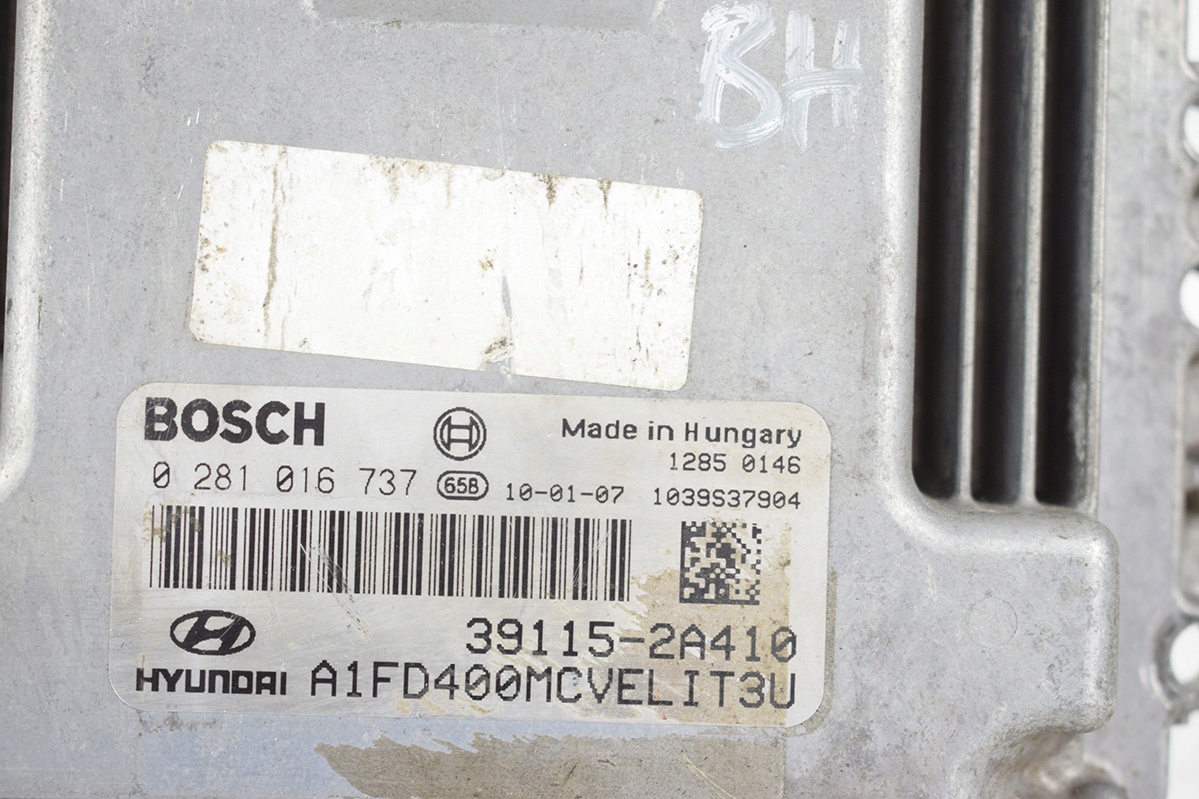 BH
BOSCH
Made in Hungary
1285 0146
0 281 016 737 65B 10-01-07 1039S37904
39115-2A410
HYUNDAI A1FD400MCVELIT3U